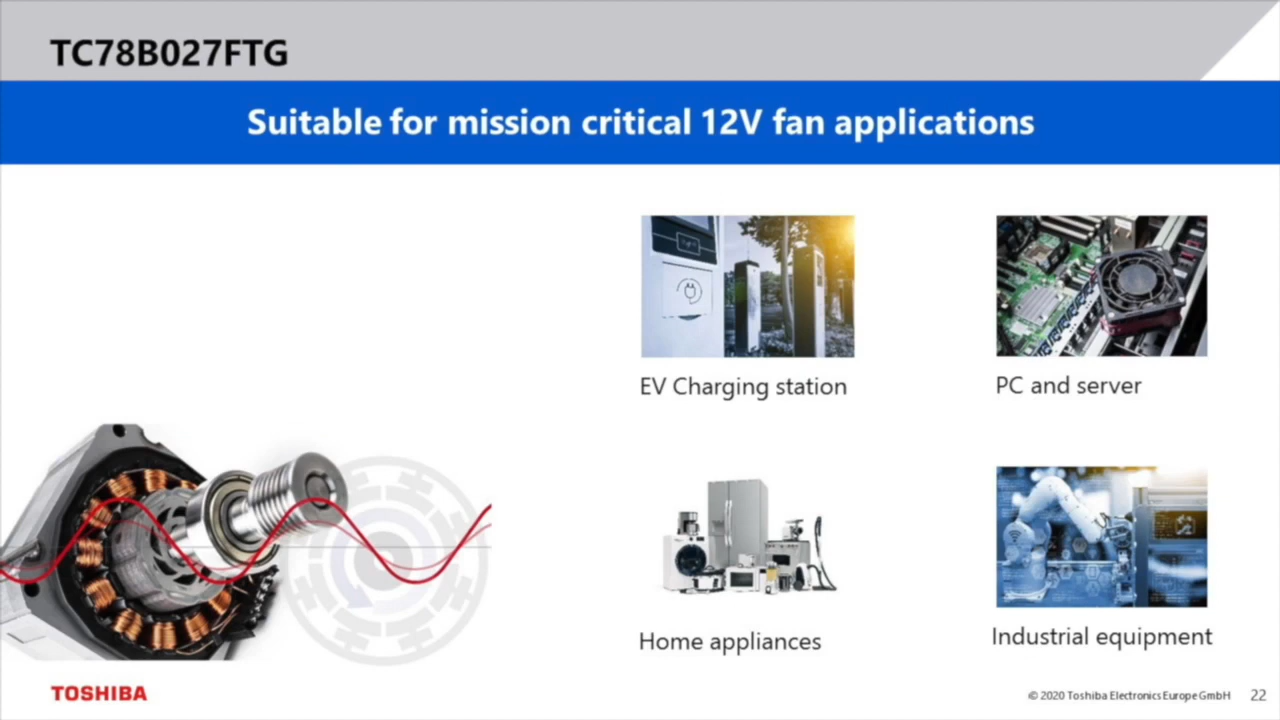 TC78B027FTG
Suitable for mission critical 12V fan applications
EV Charging station
PC and server
Home appliances
Industrial equipment
TOSHIBA
© 2020 Toshiba Electronics Europe GmbH
22